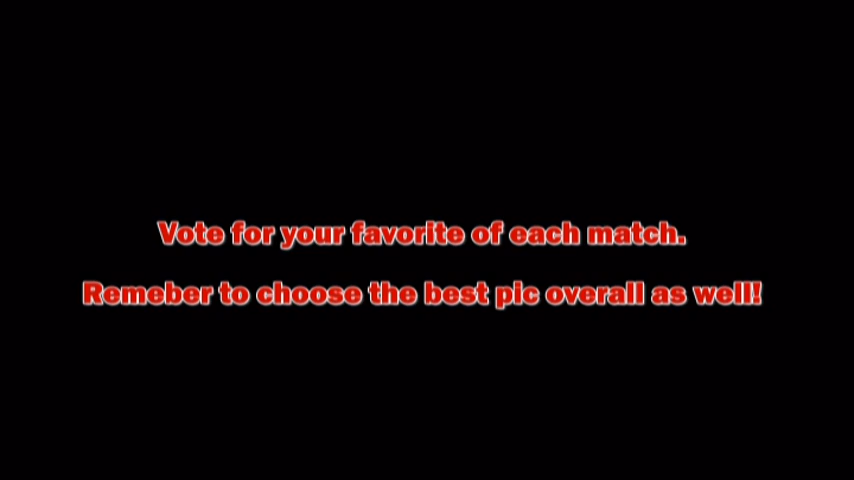 Vote for your favorite of each match.
Remeber to choose the best pic overall as well!